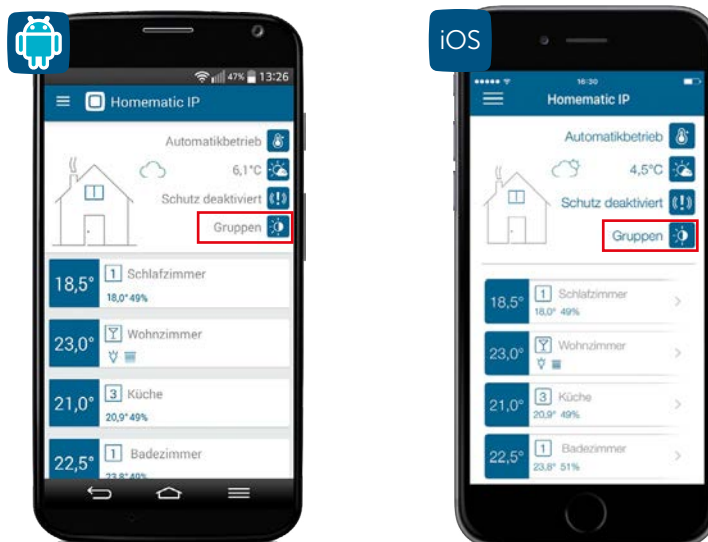 47% 13:26
Homematic IP
Automatikbetrieb
6,1°C
Schutz deaktiviert
Gruppen
18,5° 1 Schlafzimmer
18,0° 49%
23,0° Wohnzimmer
21,0° 3 Küche
20,9° 49%
22,5° 1 Badezimmer
23,8° 49%
iOS
16:30
Homematic IP
Automatikbetrieb
4,5°C
Schutz deaktiviert
Gruppen
18,5° 1 Schlafzimmer
18,0° 49%
23,0° Wohnzimmer
21,0° 3 Küche
20,9° 49%
22,5° 1 Badezimmer
23,8° 51%